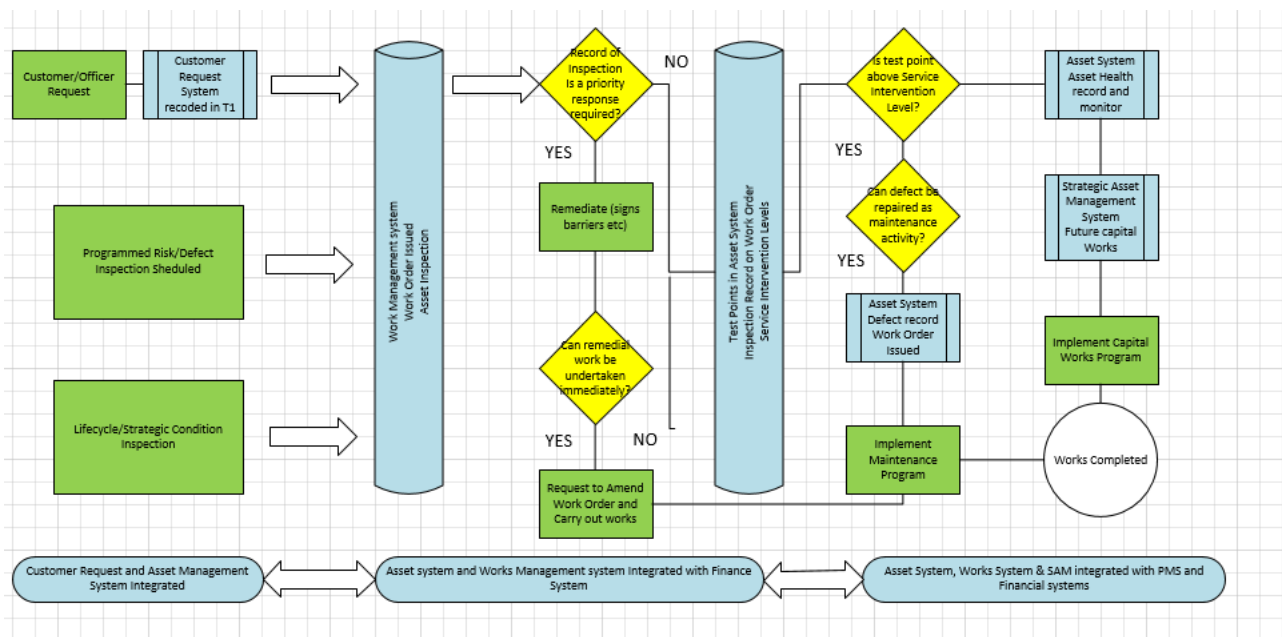 Customer/Officer
Request
Customer
Request
System
recoded in T1
Programmed Risk/Defect
Inspection Sheduled
Lifecycle/Strategic Condition
Inspection
Work Management system
Work Order Issued
Asset Inspection
Record of
Inspection
Is a priority
response
required?
NO
YES
Remediate (signs
barriers etc)
Can remedial
work be
undertaken
immediately?
YES
NO
Request to Amend
Work Order and
Carry out works
Test Points in Asset System
Inspection Record on Work Order
Service Intervention Levels
Is test point
above Service
Intervention
Level?
YES
Can defect be
repaired as
maintenance
activity?
YES
Asset System
Defect record
Work Order
Issued
Implement
Maintenance
Program
Asset System
Asset Health
record and
monitor
Strategic Asset
Management
System
Future capital
Works
Implement Capital
Works Program
Works Completed
Customer Request and Asset Management
System Integrated
Asset system and Works Management system Integrated with Finance
System
Asset System, Works System & SAM integrated with PMS and
Financial systems